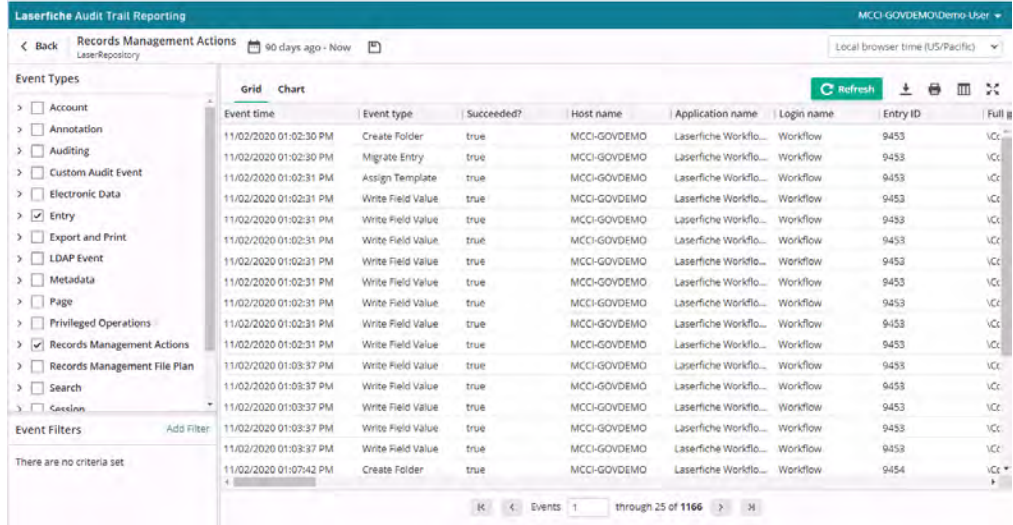 Laserfiche Audit Trail Reporting MCCI-GOVDEMO\Demo-User
Back Records Management Actions 90 days ago - Now Local browser time (US/Pacific)
LaserRepository
Event Types
Account
Annotation
Auditing
Custom Audit Event
Electronic Data
Entry
Export and Print
LDAP Event
Metadata
Page
Privileged Operations
Records Management Actions
Records Management File Plan
Search
Session
Event Filters Add Filter
There are no criteria set
Grid Chart Refresh
Event time Event type Succeeded? Host name Application name Login name Entry ID Full
11/02/2020 01:02:30 PM Create Folder true MCCI-GOVDEMO Laserfiche Workflo... Workflow 9453
11/02/2020 01:02:30 PM Migrate Entry true MCCI-GOVDEMO Laserfiche Workflo... Workflow 9453
11/02/2020 01:02:31 PM Assign Template true MCCI-GOVDEMO Laserfiche Workflo... Workflow 9453
11/02/2020 01:02:31 PM Write Field Value true MCCI-GOVDEMO Laserfiche Workflo... Workflow 9453
11/02/2020 01:02:31 PM Write Field Value true MCCI-GOVDEMO Laserfiche Workflo... Workflow 9453
11/02/2020 01:02:31 PM Write Field Value true MCCI-GOVDEMO Laserfiche Workflo... Workflow 9453
11/02/2020 01:02:31 PM Write Field Value true MCCI-GOVDEMO Laserfiche Workflo... Workflow 9453
11/02/2020 01:02:31 PM Write Field Value true MCCI-GOVDEMO Laserfiche Workflo... Workflow 9453
11/02/2020 01:02:31 PM Write Field Value true MCCI-GOVDEMO Laserfiche Workflo... Workflow 9453
11/02/2020 01:02:31 PM Write Field Value true MCCI-GOVDEMO Laserfiche Workflo... Workflow 9453
11/02/2020 01:02:31 PM Write Field Value true MCCI-GOVDEMO Laserfiche Workflo... Workflow 9453
11/02/2020 01:03:37 PM Write Field Value true MCCI-GOVDEMO Laserfiche Workflo... Workflow 9453
11/02/2020 01:03:37 PM Write Field Value true MCCI-GOVDEMO Laserfiche Workflo... Workflow 9453
11/02/2020 01:03:37 PM Write Field Value true MCCI-GOVDEMO Laserfiche Workflo... Workflow 9453
11/02/2020 01:03:37 PM Write Field Value true MCCI-GOVDEMO Laserfiche Workflo... Workflow 9453
11/02/2020 01:03:37 PM Write Field Value true MCCI-GOVDEMO Laserfiche Workflo... Workflow 9453
11/02/2020 01:07:42 PM Create Folder true MCCI-GOVDEMO Laserfiche Workflo... Workflow 9454
Events 1 through 25 of 1166